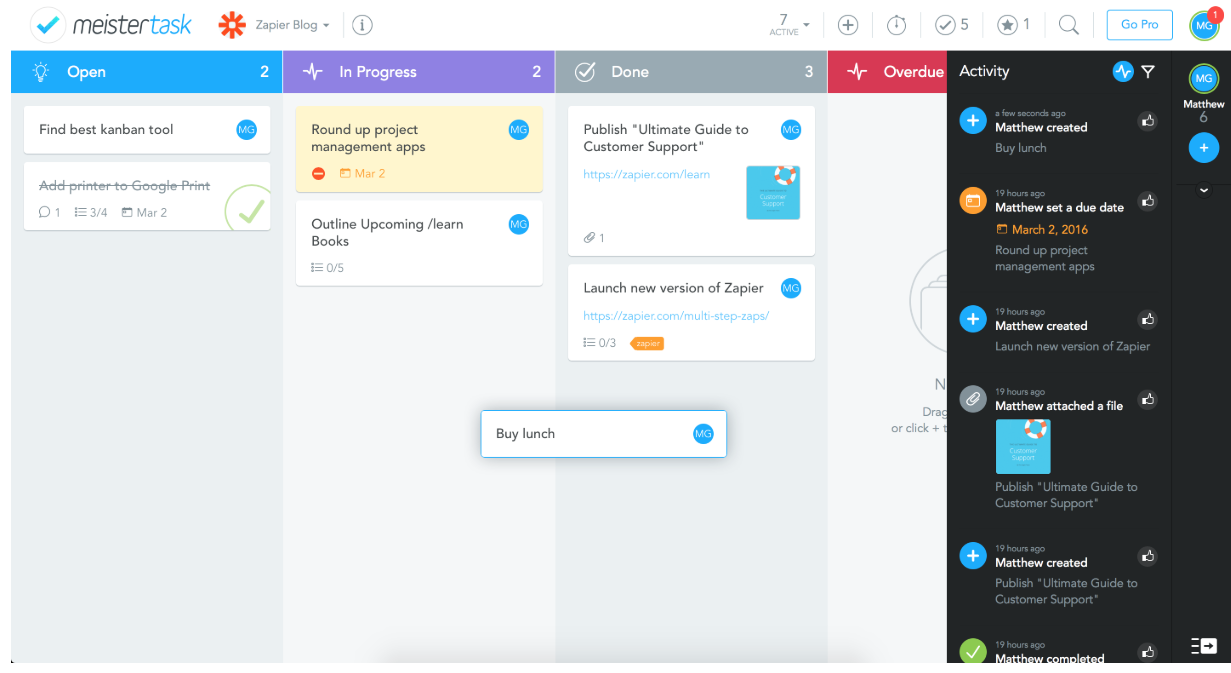 meistertask
Zapier Blog
i
7
ACTIVE
5
1
Go Pro
MG
1
Open 2
Find best kanban tool MG
Add printer to Google Print
1 3/4 Mar 2
In Progress 2
Round up project MG
management apps
Mar 2
Outline Upcoming /learn MG
Books
0/5
Done 3
Publish "Ultimate Guide to MG
Customer Support"
https://zapier.com/learn
Customer
Support
1
Launch new version of Zapier MG
https://zapier.com/multi-step-zaps/
0/3 zapier
Buy lunch MG
Overdue
N
Drag
or click + t
Activity
a few seconds ago
Matthew created
Buy lunch
19 hours ago
Matthew set a due date
March 2, 2016
Round up project
management apps
19 hours ago
Matthew created
Launch new version of Zapier
19 hours ago
Matthew attached a file
Customer
Support
Publish "Ultimate Guide to
Customer Support"
19 hours ago
Matthew created
Publish "Ultimate Guide to
Customer Support"
19 hours ago
Matthew completed
MG
Matthew
6